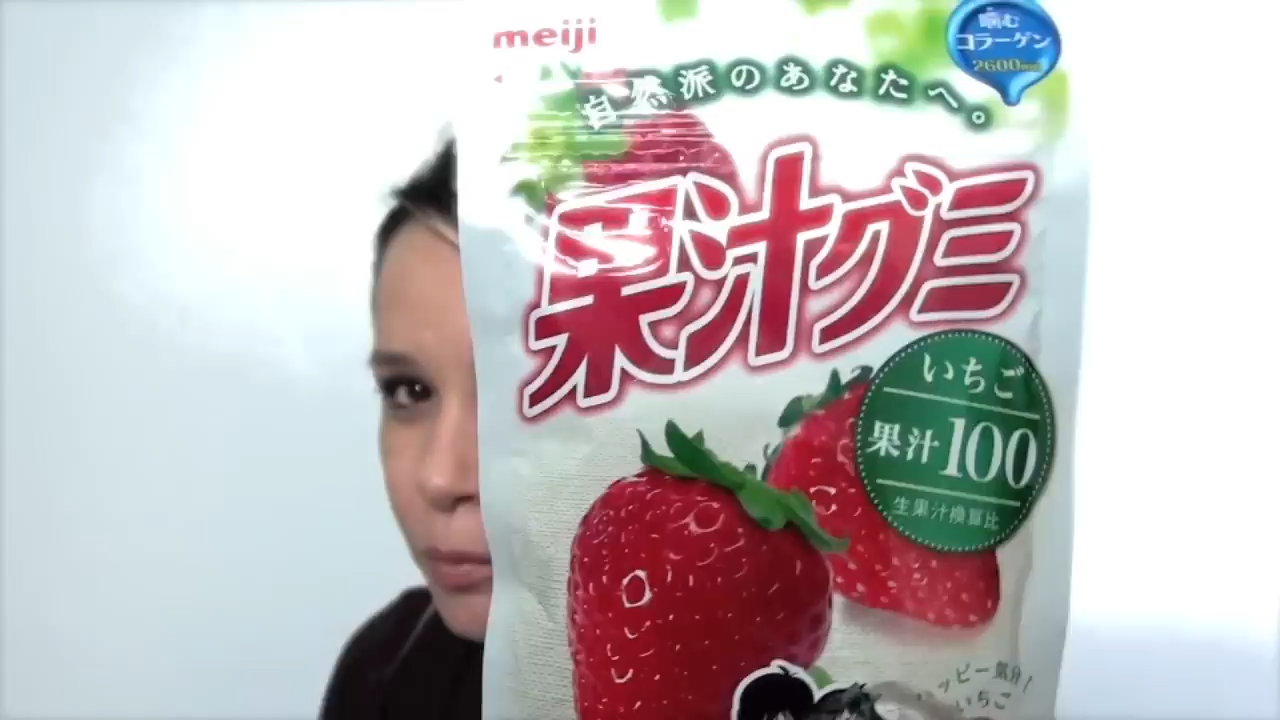 meiji
噛む
コラーゲン
2600mg
自然派のあなたへ。
果汁グミ
いちご
果汁100
生果汁換算比
ッピー気分!
いちご